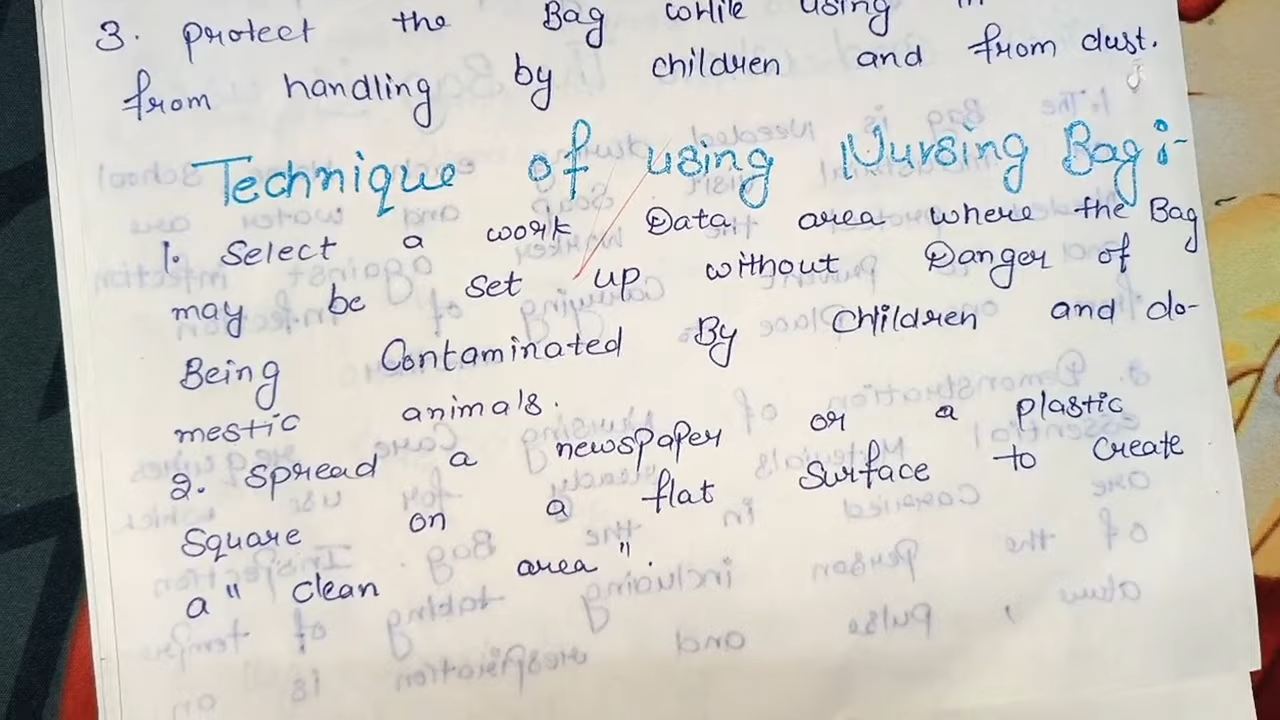 3. protect the Bag while using
from handling by children and from dust.
Technique of using Nursing Bag :-
1. Select a work Data area where the Bag
may be set up without Danger of
Being Contaminated By children and do-
mestic animals.
2. spread a newspaper or a plastic
square on a flat surface to create
a " clean area".